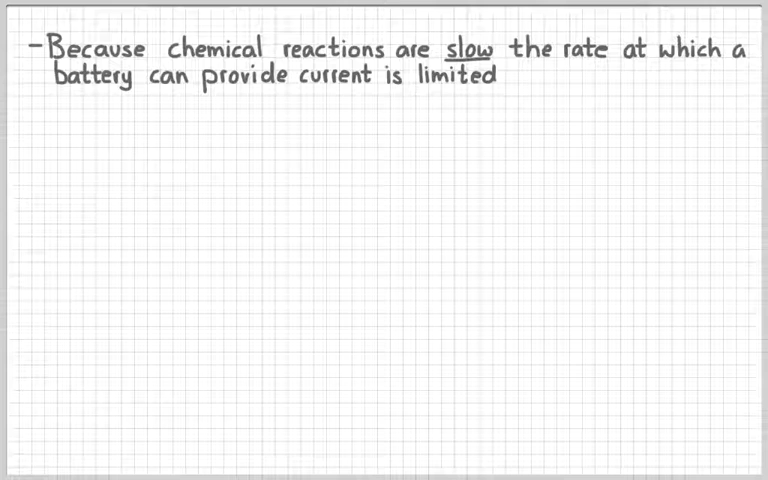 -Because chemical reactions are slow the rate at which a
battery can provide current is limited